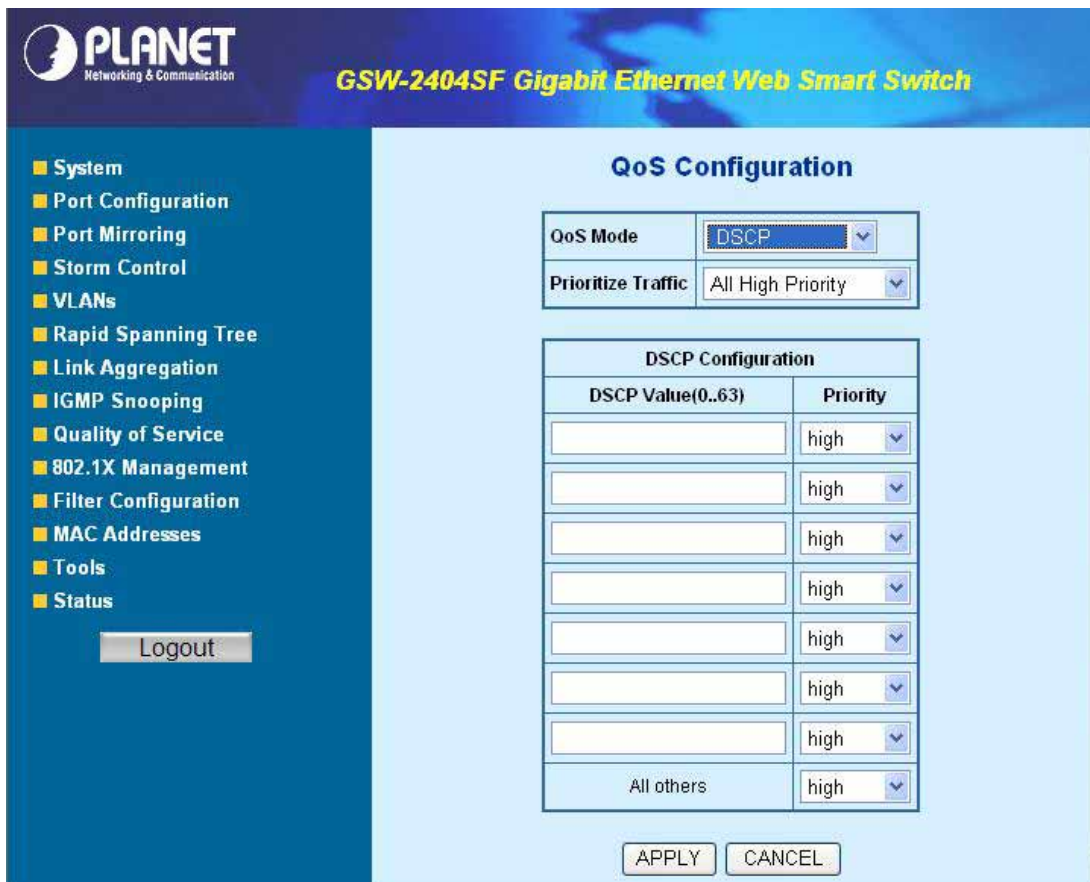 PLANET
Networking & Communication
GSW-2404SF Gigabit Ethernet Web Smart Switch
System
Port Configuration
Port Mirroring
Storm Control
VLANs
Rapid Spanning Tree
Link Aggregation
IGMP Snooping
Quality of Service
802.1X Management
Filter Configuration
MAC Addresses
Tools
Status
Logout
QoS Configuration
QoS Mode DSCP
Prioritize Traffic All High Priority
DSCP Configuration
DSCP Value(0..63) Priority
high
high
high
high
high
high
high
All others high
APPLY CANCEL